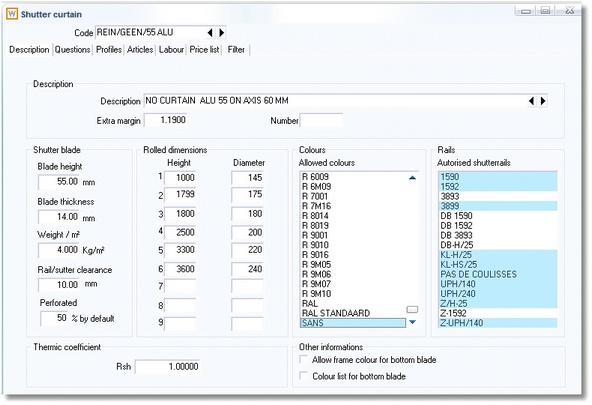 W Shutter curtain
Code REIN/GEEN/55 ALU
Description Questions Profiles Articles Labour Price list Filter
Description
Description NO CURTAIN ALU 55 ON AXIS 60 MM
Extra margin 1.1900 Number
Shutter blade
Blade height
55.00 mm
Blade thickness
14.00 mm
Weight / m²
4.000 Kg/m²
Rail/sutter clearance
10.00 mm
Perforated
50 % by default
Rolled dimensions
Height Diameter
1 1000 145
2 1799 175
3 1800 180
4 2500 200
5 3300 220
6 3600 240
7
8
9
Colours
Allowed colours
R 6009
R 6M09
R 7001
R 7M16
R 8014
R 8019
R 9001
R 9010
R 9016
R 9M05
R 9M06
R 9M07
R 9M10
RAL
RAL STANDAARD
SANS
Rails
Autorised shutterrails
1590
1592
3893
3899
DB 1590
DB 1592
DB 3893
DB-H/25
KL-H/25
KL-HS/25
PAS DE COULISSES
UPH/140
UPH/240
Z/H-25
Z-1592
Z-UPH/140
Thermic coefficient
Rsh 1.00000
Other informations
Allow frame colour for bottom blade
Colour list for bottom blade